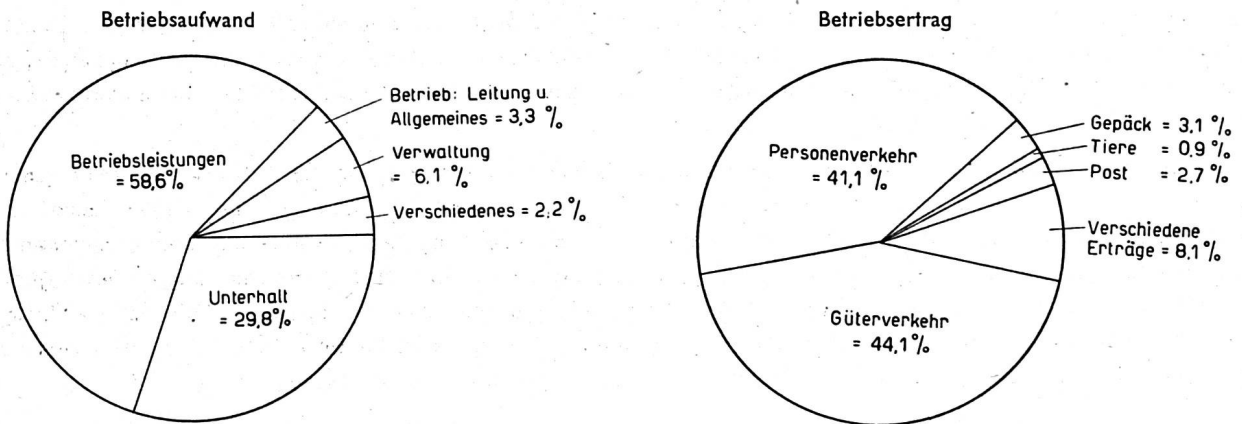 Betriebsaufwand
Betriebsleistungen
= 58,6%
Betrieb: Leitung u.
Allgemeines = 3,3 %
Verwaltung
= 6,1 %
Verschiedenes = 2,2 %
Unterhalt
= 29,8%
Betriebsertrag
Personenverkehr
= 41,1 %
Gepäck = 3,1 %
Tiere = 0,9 %
Post = 2,7 %
Verschiedene
Erträge = 8,1 %
Güterverkehr
= 44,1 %